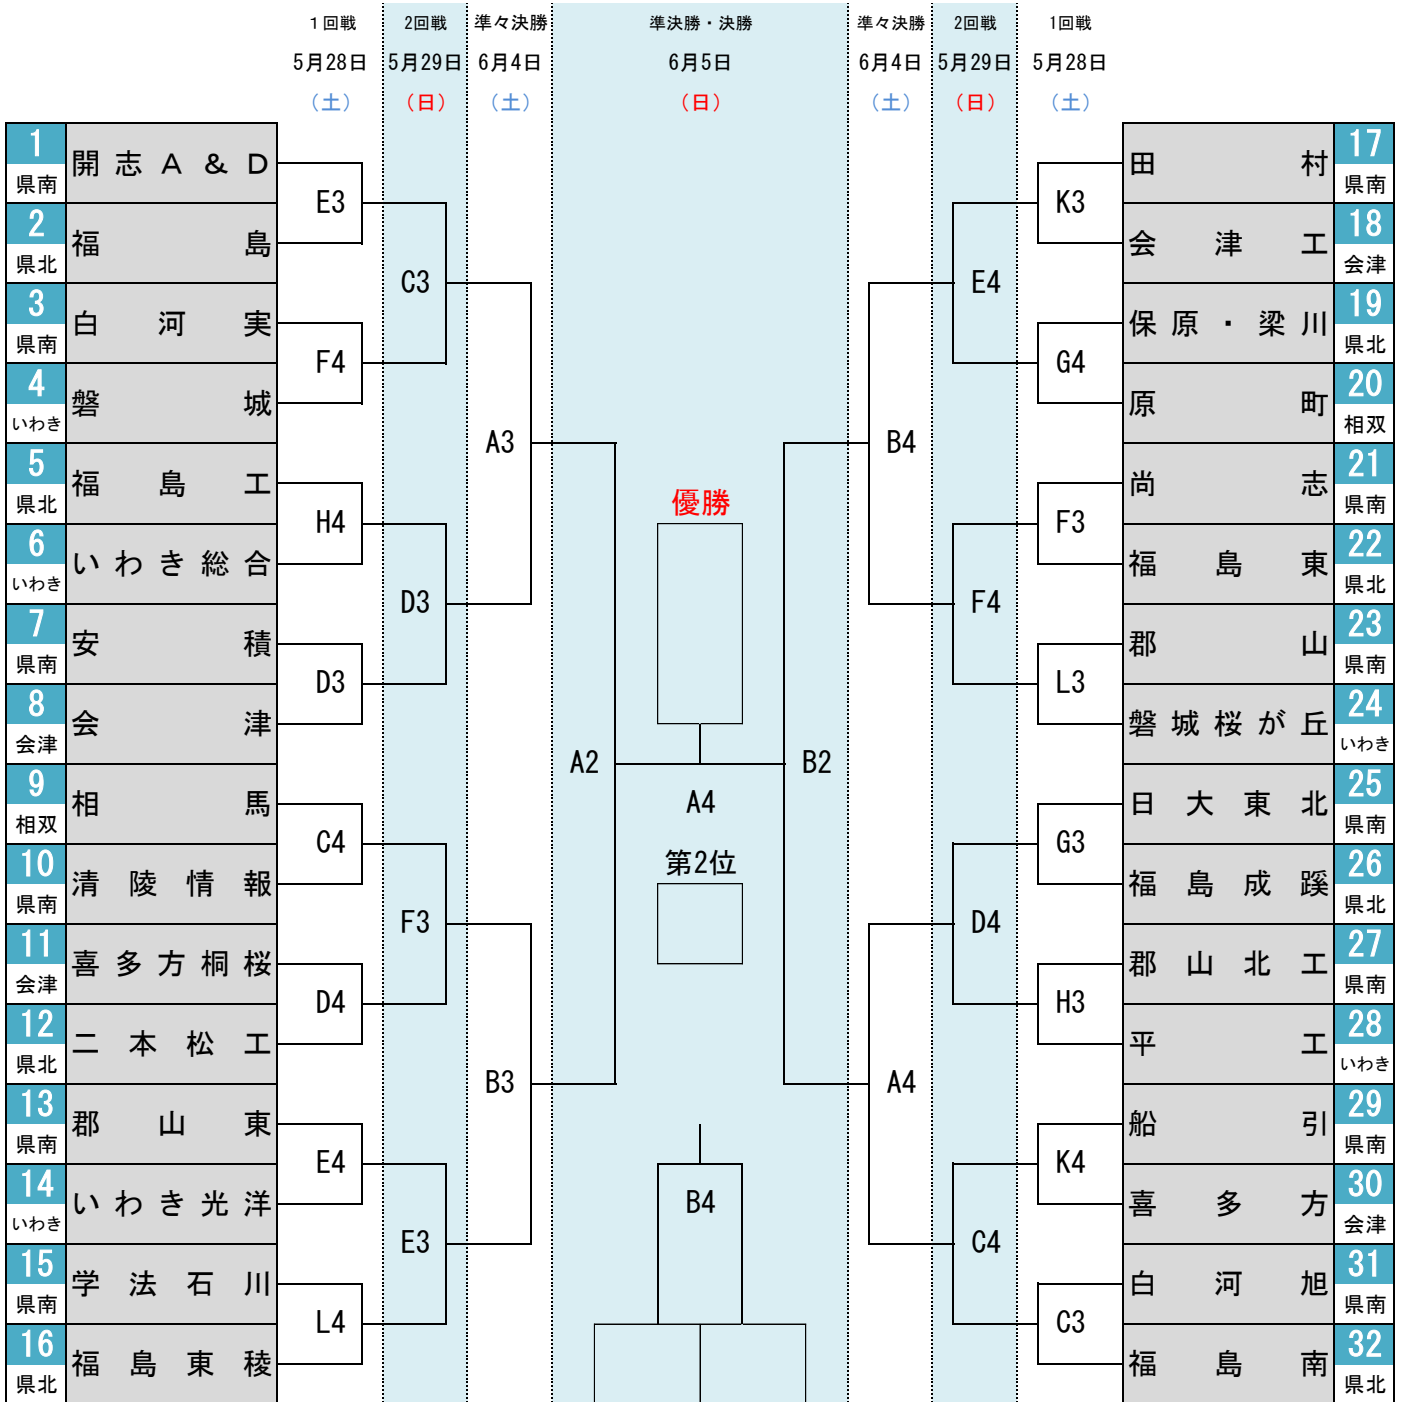 1回戦 2回戦 準々決勝 準決勝・決勝 準々決勝 2回戦 1回戦
5月28日 5月29日 6月4日 6月5日 6月4日 5月29日 5月28日
（土） （日） （土） （日） （土） （日） （土）
1 県南 開志A＆D
E3
2 県北 福島
C3
3 県南 白河実
F4
4 いわき 磐城
A3
5 県北 福島工
H4
6 いわき いわき総合
D3
7 県南 安積
D3
8 会津 会津
A2
9 相双 相馬
C4
10 県南 清陵情報
F3
11 会津 喜多方桐桜
D4
12 県北 二本松工
B3
13 県南 郡山東
E4
14 いわき いわき光洋
E3
15 県南 学法石川
L4
16 県北 福島東稜
優勝
A4
第2位
B4
田村 17 県南
K3
会津工 18 会津
E4
保原・梁川 19 県北
G4
原町 20 相双
B4
尚志 21 県南
F3
福島東 22 県北
F4
郡山 23 県南
L3
磐城桜が丘 24 いわき
B2
日大東北 25 県南
G3
福島成蹊 26 県北
D4
郡山北工 27 県南
H3
平工 28 いわき
A4
船引 29 県南
K4
喜多方 30 会津
C4
白河旭 31 県南
C3
福島南 32 県北